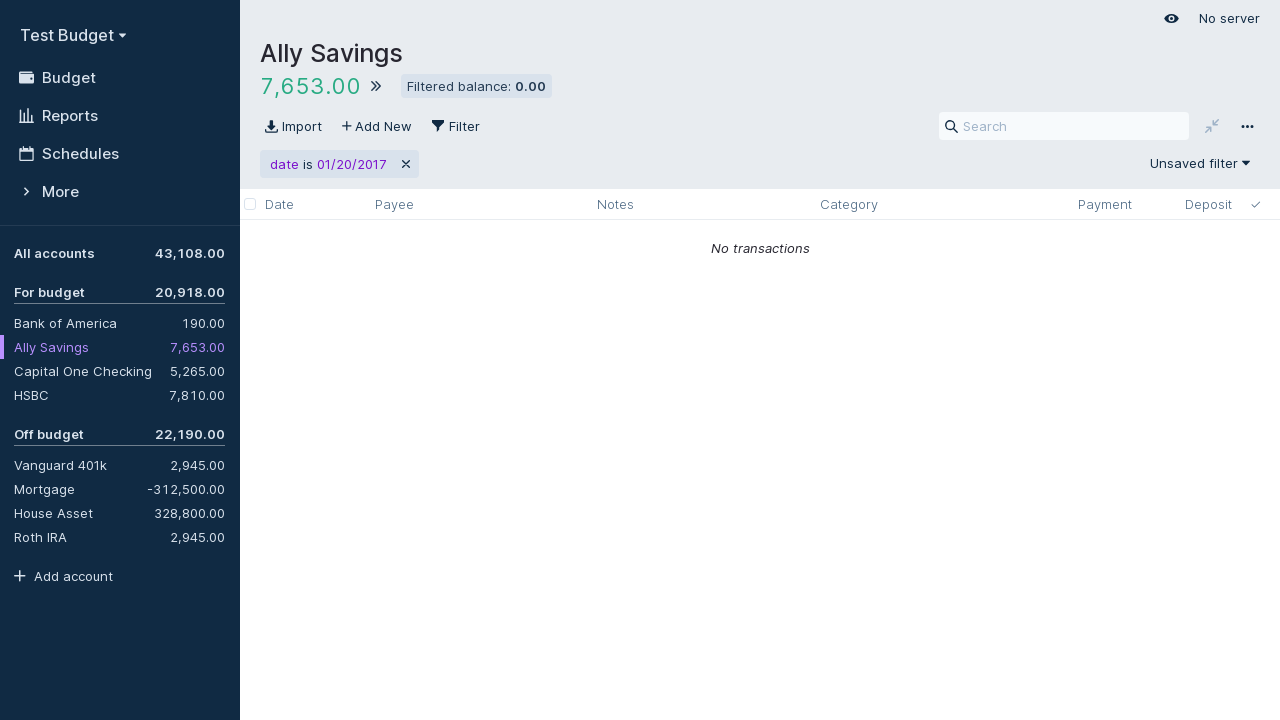 Test Budget
Budget
Reports
Schedules
More
All accounts 43,108.00
For budget 20,918.00
Bank of America 190.00
Ally Savings 7,653.00
Capital One Checking 5,265.00
HSBC 7,810.00
Off budget 22,190.00
Vanguard 401k 2,945.00
Mortgage -312,500.00
House Asset 328,800.00
Roth IRA 2,945.00
Add account
No server
Ally Savings
7,653.00 Filtered balance: 0.00
Import Add New Filter Search
date is 01/20/2017 Unsaved filter
Date Payee Notes Category Payment Deposit
No transactions